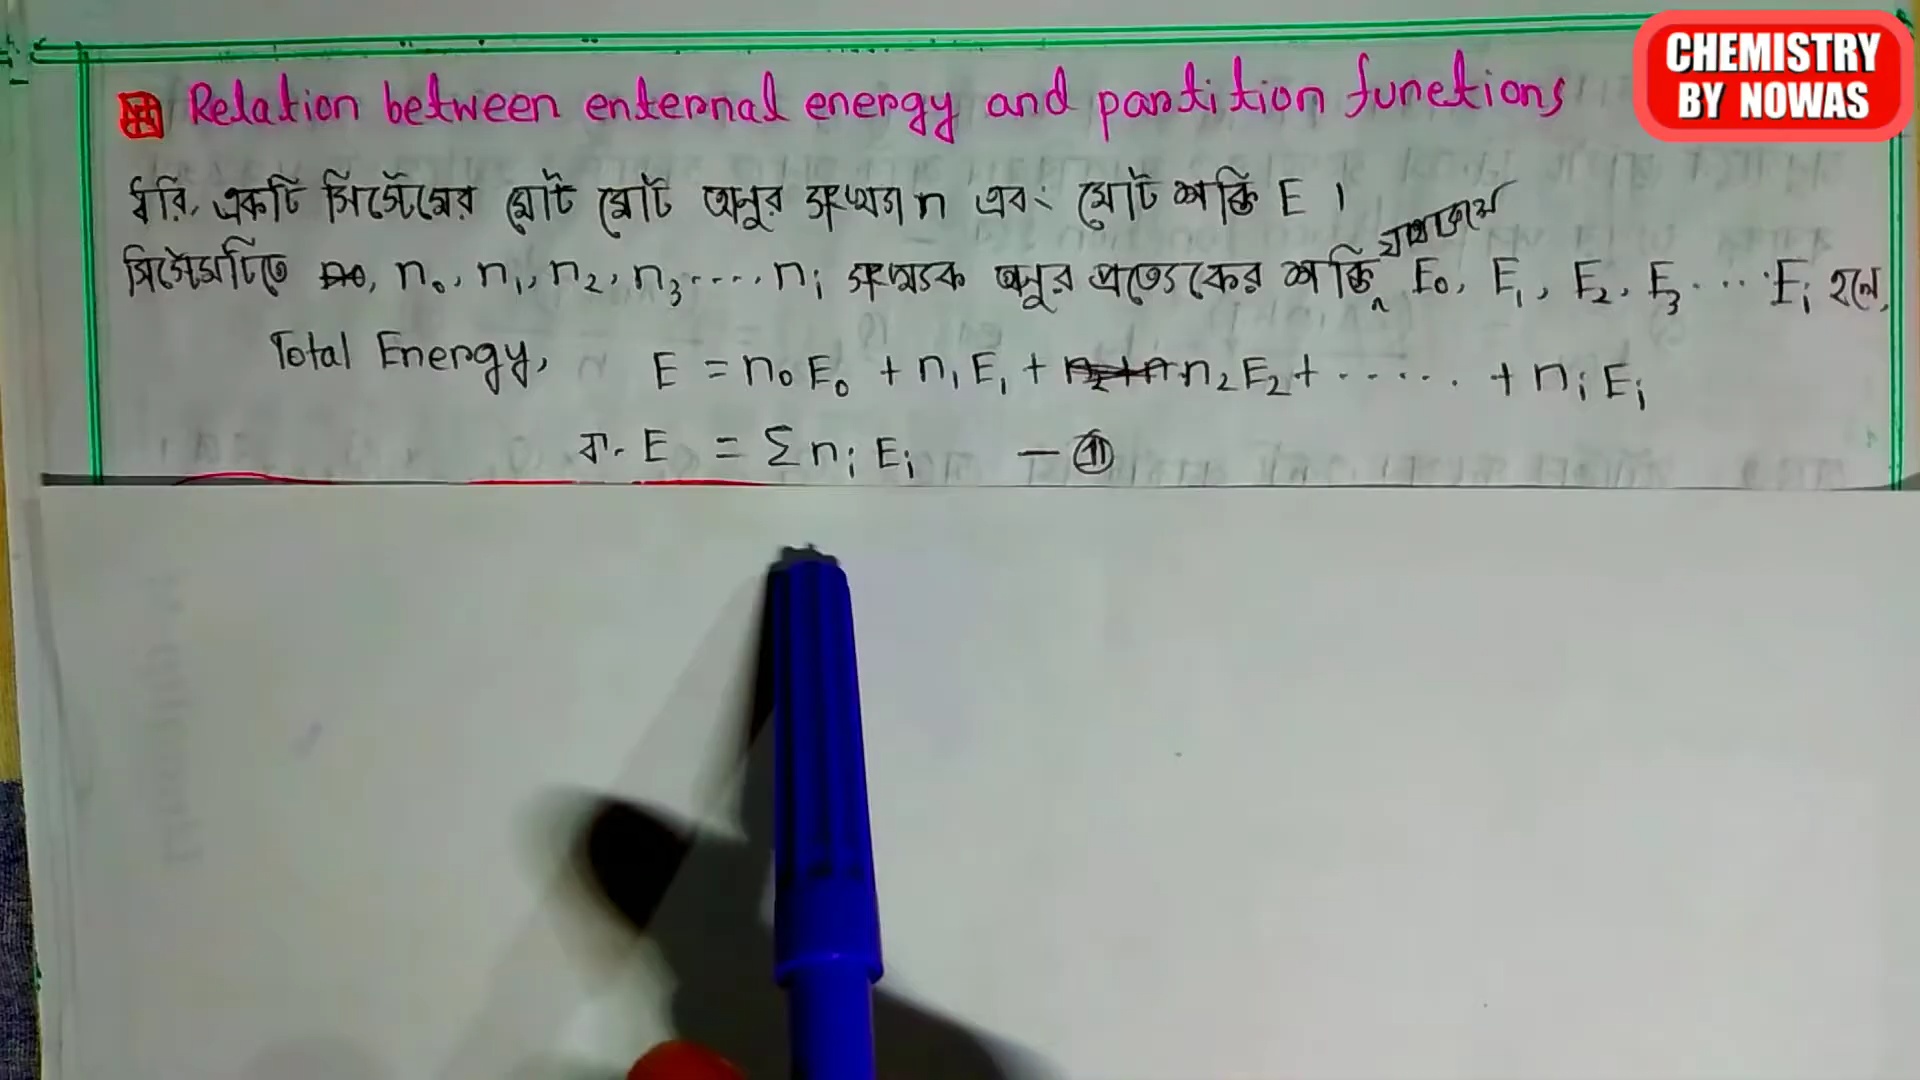 CHEMISTRY
BY NOWAS
Relation between enternal energy and partition functions
ধরি, একটি সিস্টেমের মোট মোট অনুর সংখ্যা n এবং মোট শক্তি E ।
যথাক্রমে
সিস্টেমটিতে n₀, n₁, n₂, n₃.... nᵢ সংখ্যক অনুর প্রত্যেকের শক্তি E₀, E₁, E₂, E₃ ... Eᵢ হলে,
Total Energy, E = n₀E₀ + n₁E₁ + n₂E₂ + ...... + nᵢEᵢ
বা, E = Σnᵢ Eᵢ —